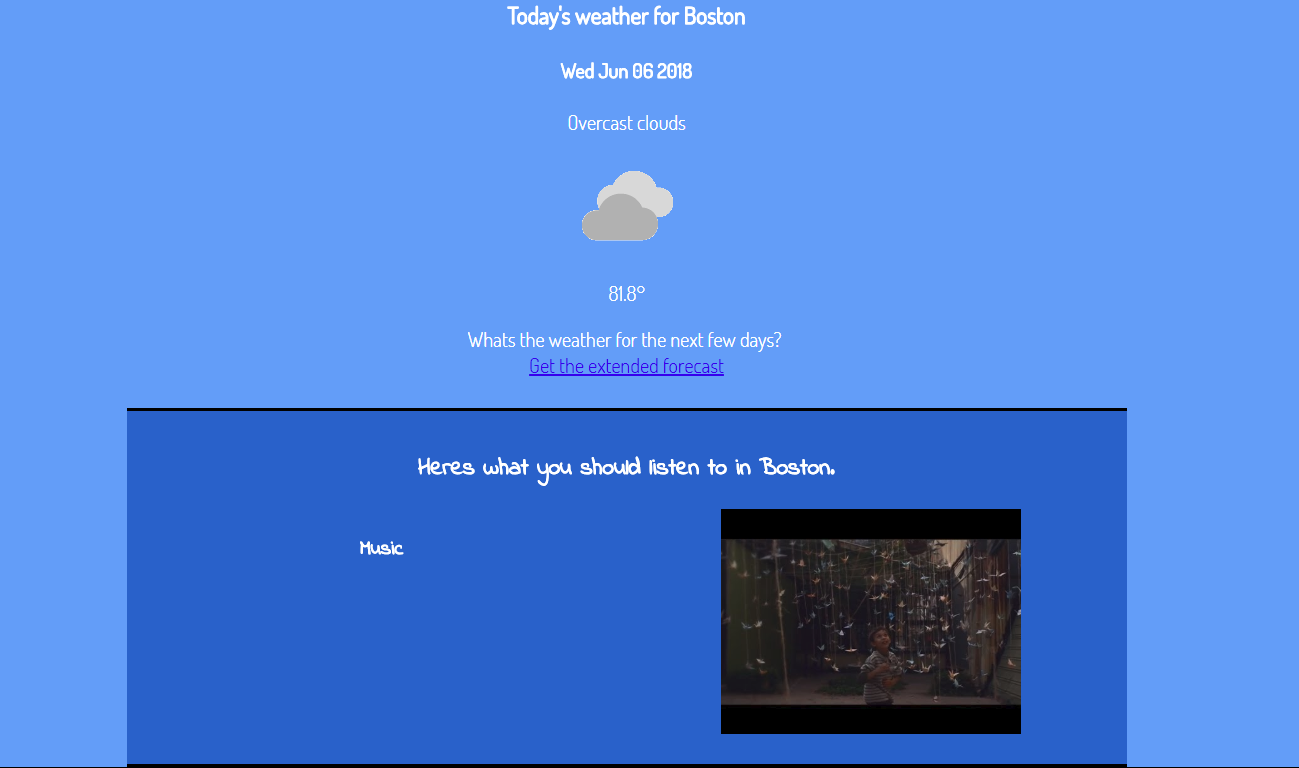 Today's weather for Boston
Wed Jun 06 2018
Overcast clouds
81.8°
Whats the weather for the next few days?
Get the extended forecast
Heres what you should listen to in Boston.
Music